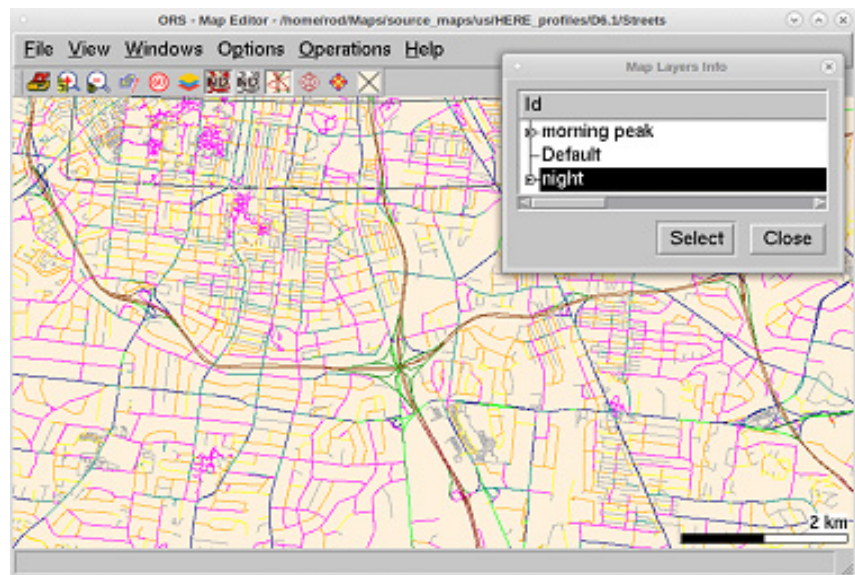 ORS - Map Editor - /home/rod/Maps/source_maps/us/HERE_profiles/D6.1/Streets
File View Windows Options Operations Help
Map Layers Info
Id
morning peak
Default
night
Select Close
2 km